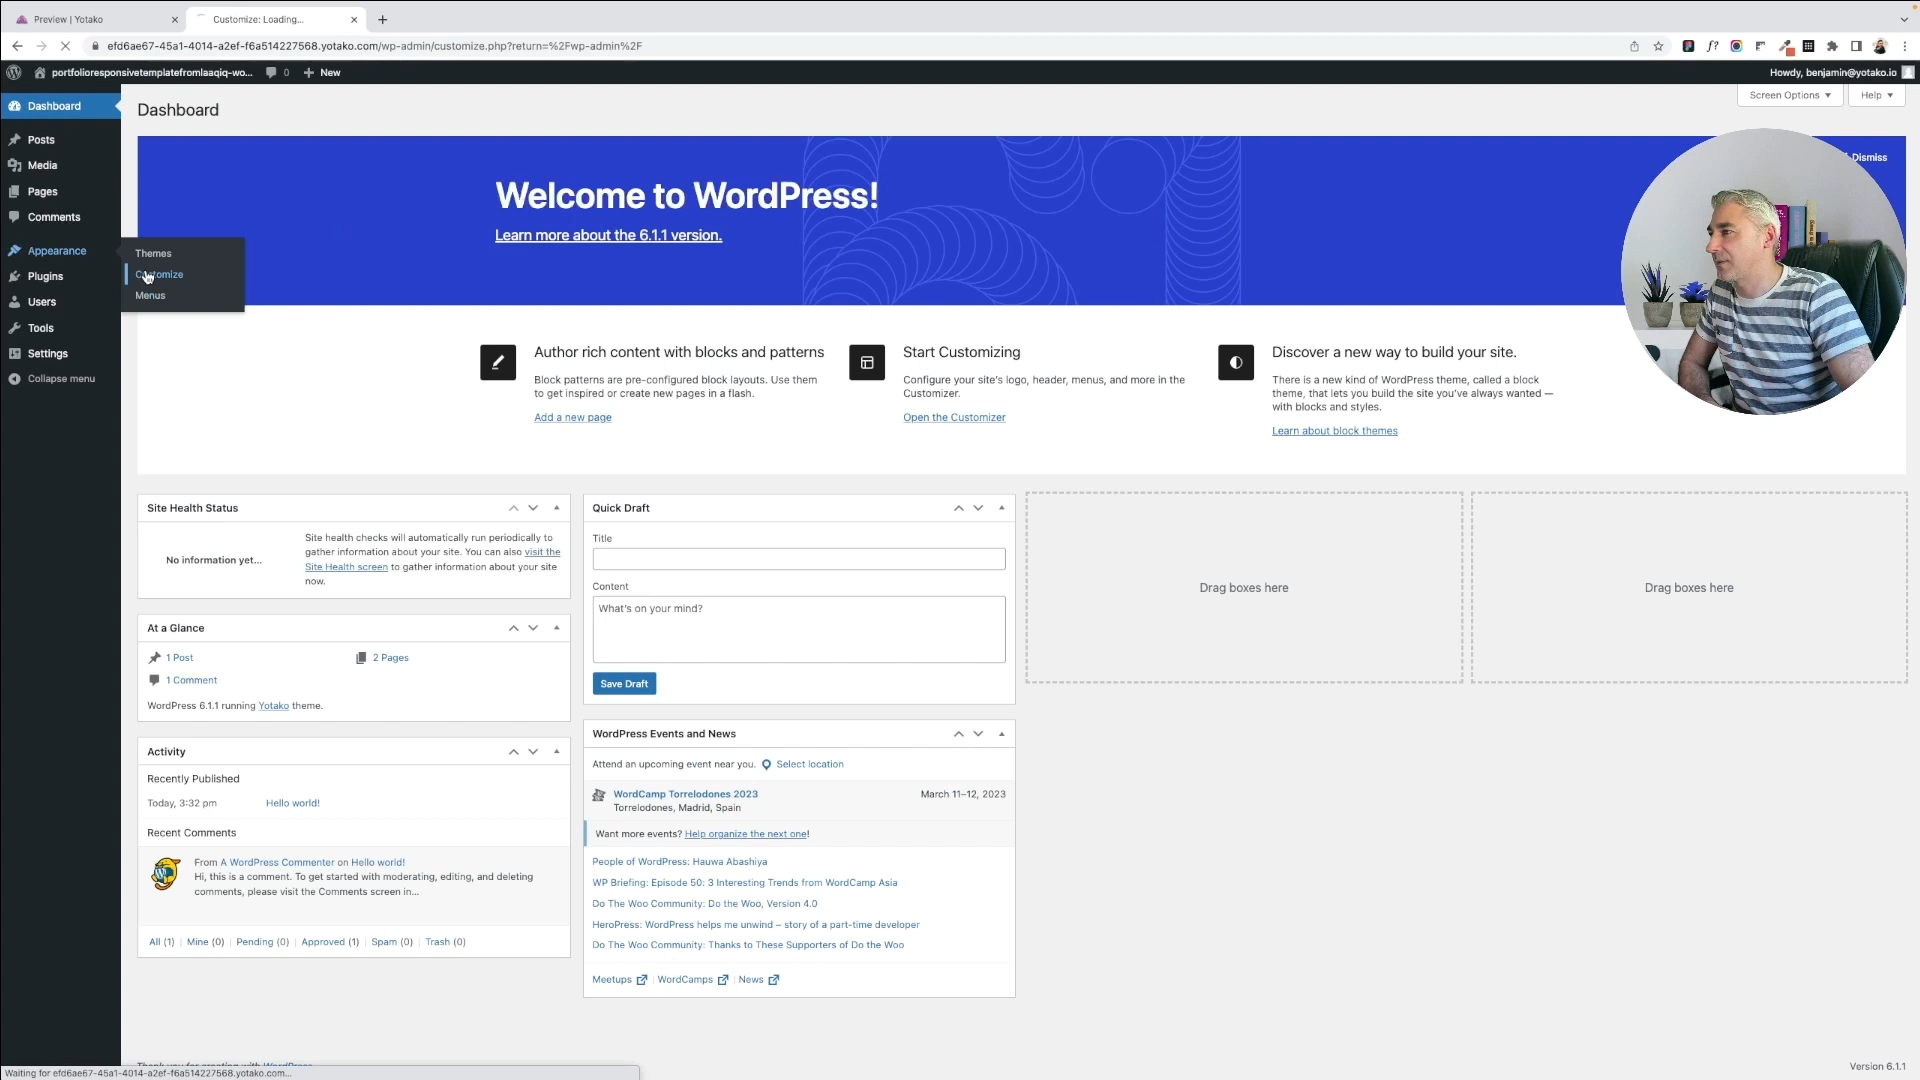 Preview | Yotako
Customize: Loading...
efd6ae67-45a1-4014-a2ef-f6a514227568.yotako.com/wp-admin/customize.php?return=%2Fwp-admin%2F
portfolioresponsivetemplatefromlaaqiq-wo...
0
New
Howdy, benjamin@yotako.io
Dashboard
Posts
Media
Pages
Comments
Appearance
Plugins
Users
Tools
Settings
Collapse menu
Themes
Customize
Menus
Dashboard
Screen Options
Help
Welcome to WordPress!
Learn more about the 6.1.1 version.
Dismiss
Author rich content with blocks and patterns
Block patterns are pre-configured block layouts. Use them
to get inspired or create new pages in a flash.
Add a new page
Start Customizing
Configure your site's logo, header, menus, and more in the
Customizer.
Open the Customizer
Discover a new way to build your site.
There is a new kind of WordPress theme, called a block
theme, that lets you build the site you've always wanted —
with blocks and styles.
Learn about block themes
Site Health Status
No information yet...
Site health checks will automatically run periodically to
gather information about your site. You can also visit the
Site Health screen to gather information about your site
now.
At a Glance
1 Post
2 Pages
1 Comment
WordPress 6.1.1 running Yotako theme.
Activity
Recently Published
Today, 3:32 pm
Hello world!
Recent Comments
From A WordPress Commenter on Hello world!
Hi, this is a comment. To get started with moderating, editing, and deleting
comments, please visit the Comments screen in...
All (1) | Mine (0) | Pending (0) | Approved (1) | Spam (0) | Trash (0)
Quick Draft
Title
Content
What's on your mind?
Save Draft
WordPress Events and News
Attend an upcoming event near you.
Select location
WordCamp Torrelodones 2023
March 11–12, 2023
Torrelodones, Madrid, Spain
Want more events? Help organize the next one!
People of WordPress: Hauwa Abashiya
WP Briefing: Episode 50: 3 Interesting Trends from WordCamp Asia
Do The Woo Community: Do the Woo, Version 4.0
HeroPress: WordPress helps me unwind – story of a part-time developer
Do The Woo Community: Thanks to These Supporters of Do the Woo
Meetups | WordCamps | News
Drag boxes here
Drag boxes here
Thank you for creating with WordPress.
Waiting for efd6ae67-45a1-4014-a2ef-f6a514227568.yotako.com...
Version 6.1.1